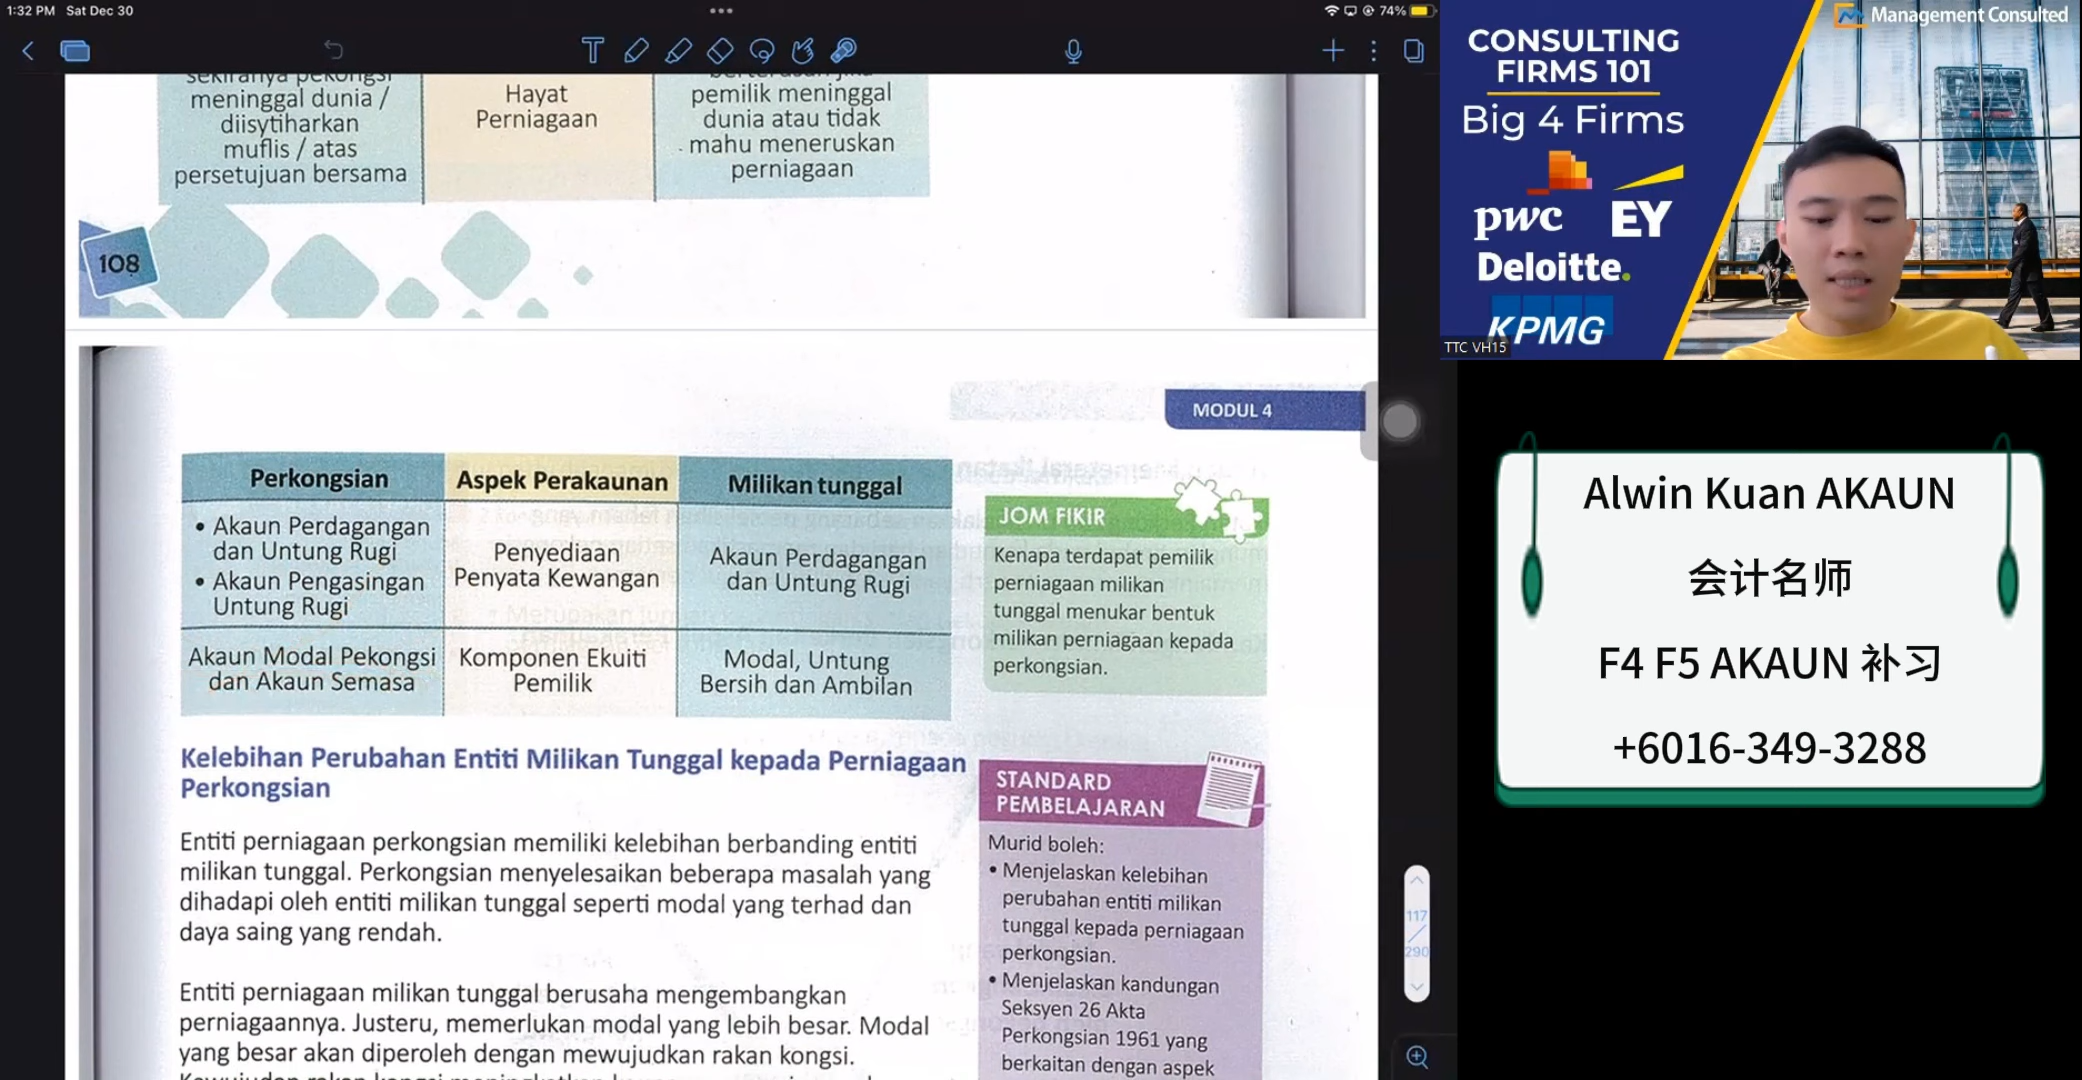 1:32 PM Sat Dec 30
74%
sekiranya pekongsi
meninggal dunia /
diisytiharkan
muflis / atas
persetujuan bersama
Hayat
Perniagaan
berterusan jika
pemilik meninggal
dunia atau tidak
mahu meneruskan
perniagaan
108
MODUL 4
Perkongsian
Aspek Perakaunan
Milikan tunggal
• Akaun Perdagangan
dan Untung Rugi
• Akaun Pengasingan
Untung Rugi
Penyediaan
Penyata Kewangan
Akaun Perdagangan
dan Untung Rugi
Akaun Modal Pekongsi
dan Akaun Semasa
Komponen Ekuiti
Pemilik
Modal, Untung
Bersih dan Ambilan
JOM FIKIR
Kenapa terdapat pemilik
perniagaan milikan
tunggal menukar bentuk
milikan perniagaan kepada
perkongsian.
Kelebihan Perubahan Entiti Milikan Tunggal kepada Perniagaan
Perkongsian
Entiti perniagaan perkongsian memiliki kelebihan berbanding entiti
milikan tunggal. Perkongsian menyelesaikan beberapa masalah yang
dihadapi oleh entiti milikan tunggal seperti modal yang terhad dan
daya saing yang rendah.
Entiti perniagaan milikan tunggal berusaha mengembangkan
perniagaannya. Justeru, memerlukan modal yang lebih besar. Modal
yang besar akan diperoleh dengan mewujudkan rakan kongsi.
STANDARD
PEMBELAJARAN
Murid boleh:
• Menjelaskan kelebihan
perubahan entiti milikan
tunggal kepada perniagaan
perkongsian.
• Menjelaskan kandungan
Seksyen 26 Akta
Perkongsian 1961 yang
berkaitan dengan aspek
117
290
Management Consulted
CONSULTING
FIRMS 101
Big 4 Firms
pwc
EY
Deloitte.
KPMG
TTC VH15
Alwin Kuan AKAUN
会计名师
F4 F5 AKAUN 补习
+6016-349-3288